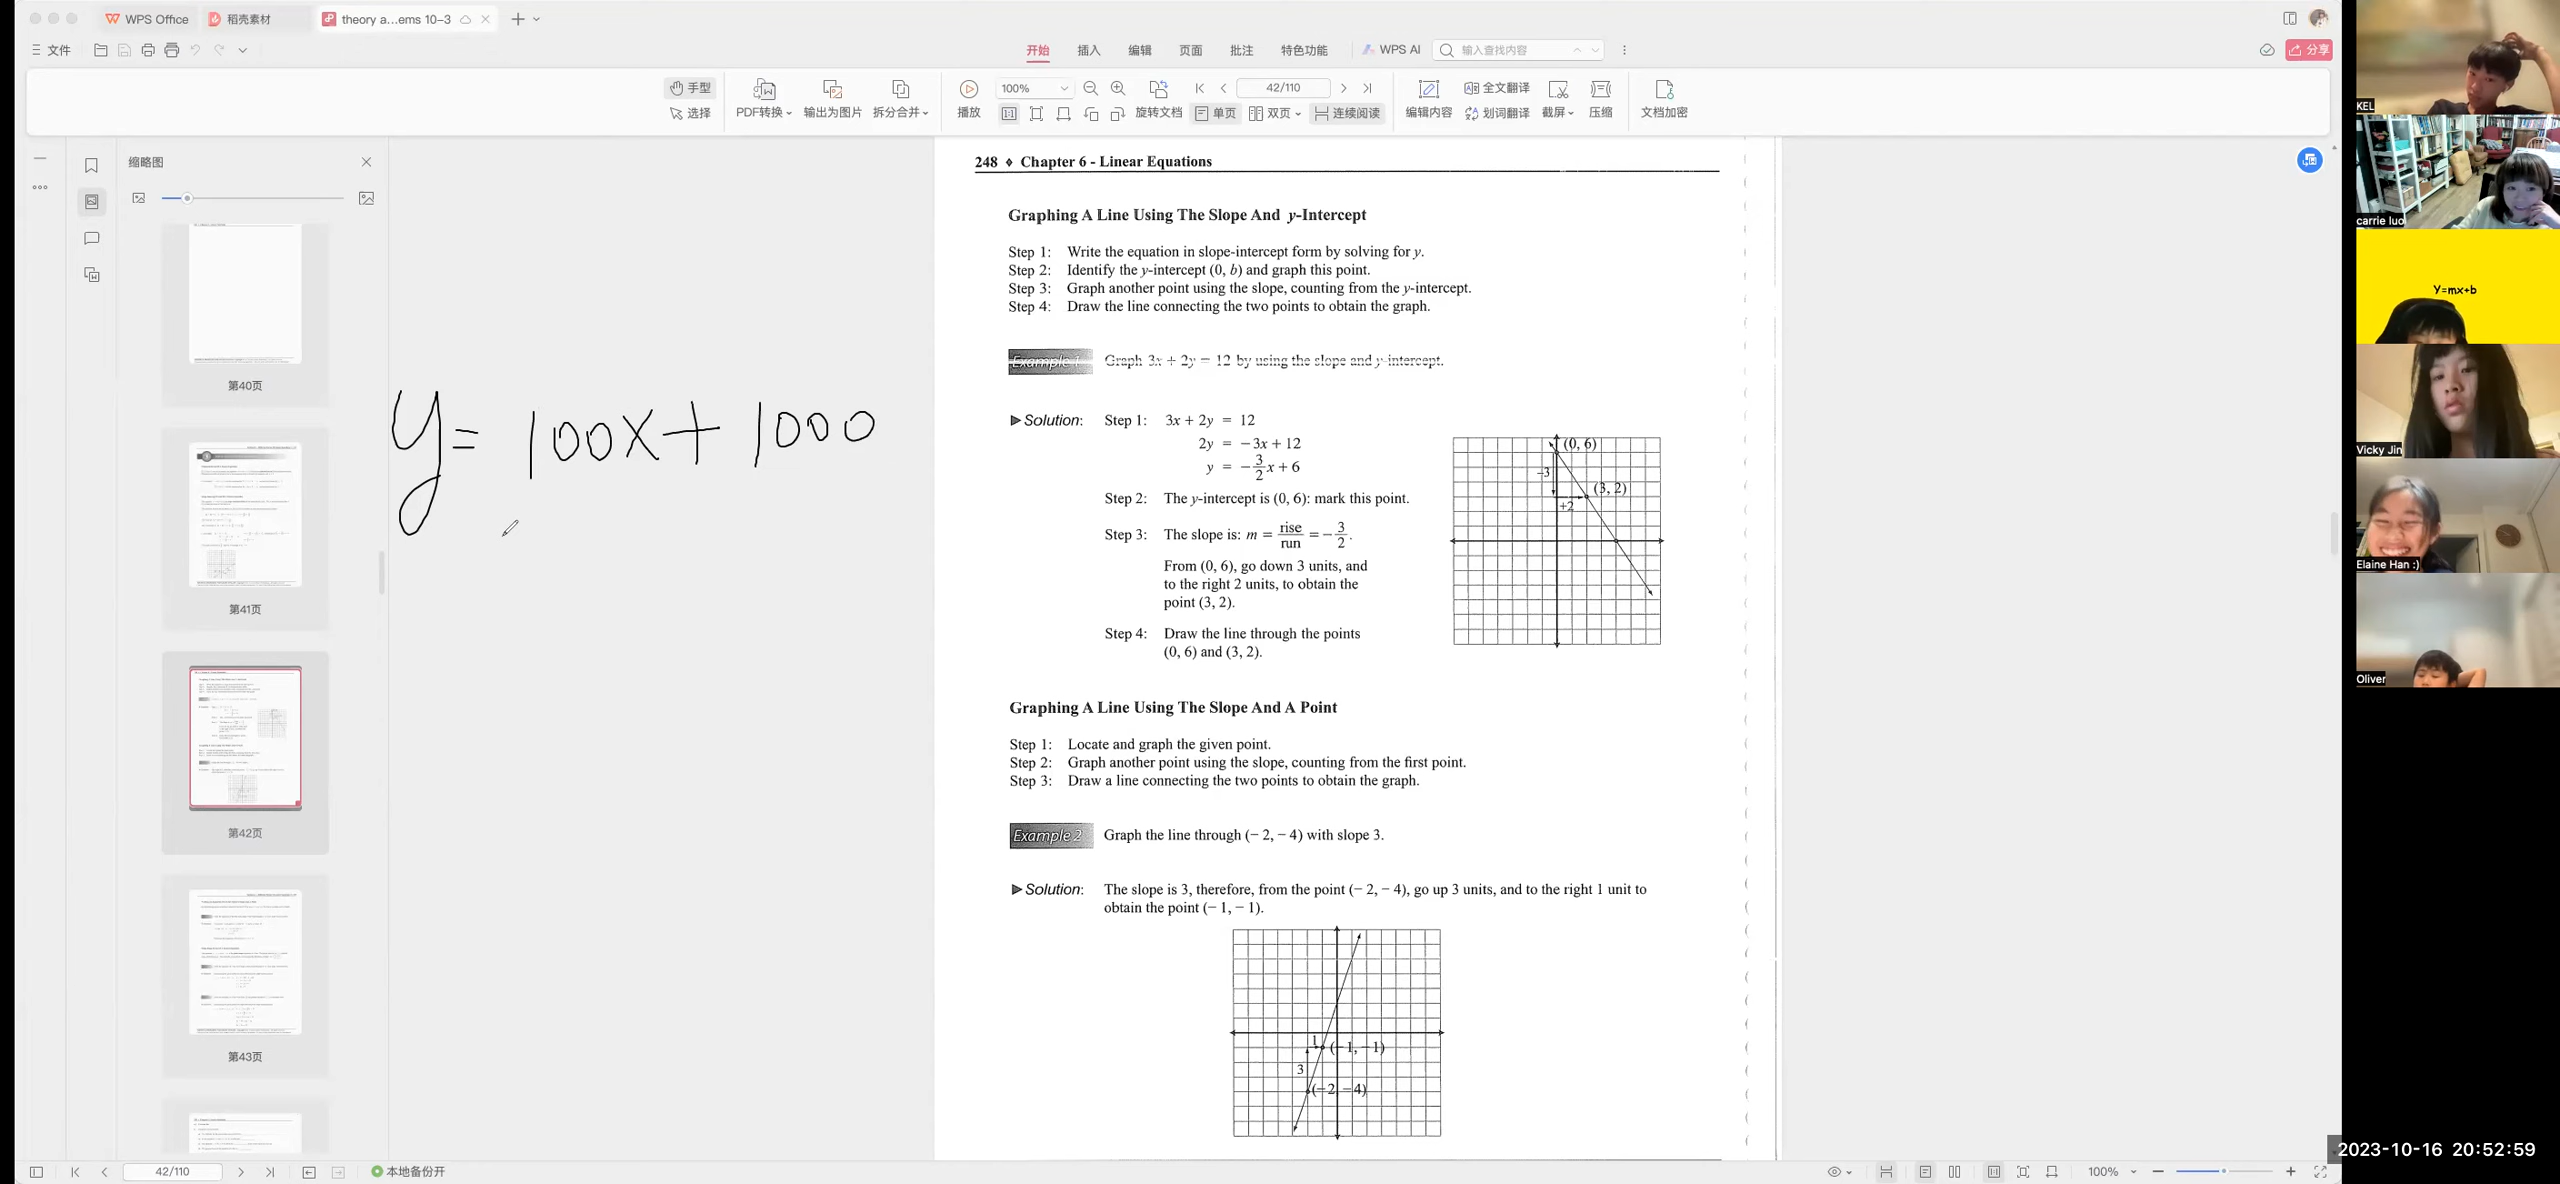 WPS Office
稻壳素材
theory a...ems 10-3
文件
开始
插入
编辑
页面
批注
特色功能
WPS AI
输入查找内容
分享
手型
选择
PDF转换
输出为图片
拆分合并
播放
100%
42/110
旋转文档
单页
双页
连续阅读
编辑内容
全文翻译
划词翻译
截屏
压缩
文档加密
缩略图
第40页
第41页
第42页
第43页
y = 100x + 1000
248 ◊ Chapter 6 - Linear Equations
Graphing A Line Using The Slope And y-Intercept
Step 1: Write the equation in slope-intercept form by solving for y.
Step 2: Identify the y-intercept (0, b) and graph this point.
Step 3: Graph another point using the slope, counting from the y-intercept.
Step 4: Draw the line connecting the two points to obtain the graph.
Example 1 Graph 3x + 2y = 12 by using the slope and y-intercept.
Solution: Step 1: 3x + 2y = 12
2y = −3x + 12
y = −3/2x + 6
Step 2: The y-intercept is (0, 6): mark this point.
Step 3: The slope is: m = rise/run = −3/2.
From (0, 6), go down 3 units, and
to the right 2 units, to obtain the
point (3, 2).
Step 4: Draw the line through the points
(0, 6) and (3, 2).
(0, 6)
−3
(3, 2)
+2
Graphing A Line Using The Slope And A Point
Step 1: Locate and graph the given point.
Step 2: Graph another point using the slope, counting from the first point.
Step 3: Draw a line connecting the two points to obtain the graph.
Example 2 Graph the line through (− 2, − 4) with slope 3.
Solution: The slope is 3, therefore, from the point (− 2, − 4), go up 3 units, and to the right 1 unit to
obtain the point (− 1, − 1).
1
(−1, −1)
3
(−2, −4)
42/110
本地备份开
100%
KEL
carrie luo
Y=mx+b
Vicky Jin
Elaine Han :)
Oliver
2023-10-16 20:52:59